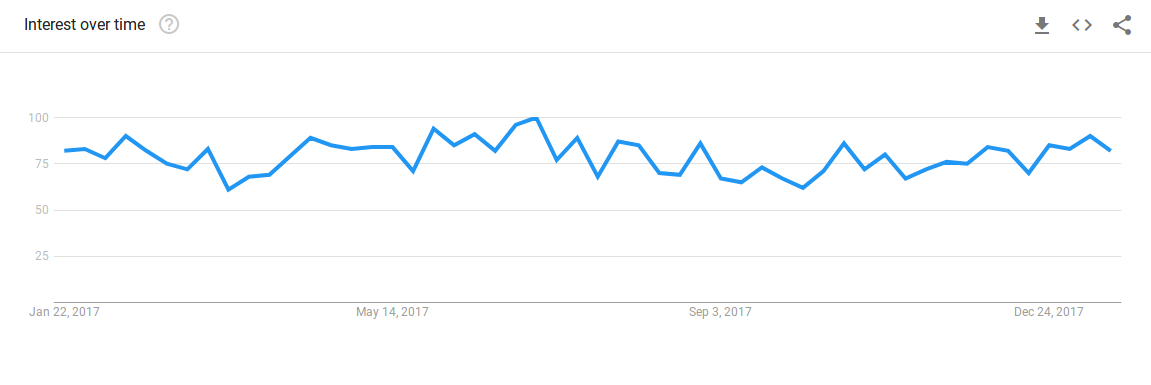 Interest over time
100
75
50
25
Jan 22, 2017
May 14, 2017
Sep 3, 2017
Dec 24, 2017